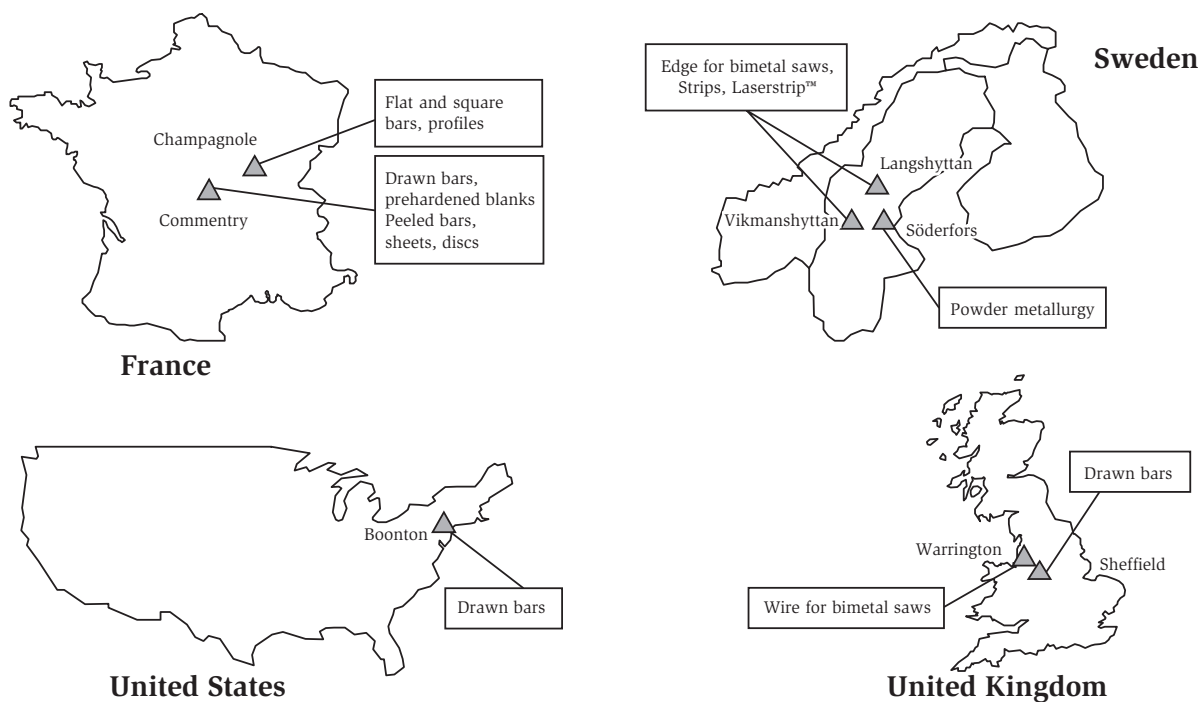 Champagnole
Flat and square
bars, profiles
Commentry
Drawn bars,
prehardened blanks
Peeled bars,
sheets, discs
France
Sweden
Edge for bimetal saws,
Strips, Laserstrip™
Langshyttan
Vikmanshyttan
Söderfors
Powder metallurgy
Boonton
Drawn bars
United States
Drawn bars
Warrington
Sheffield
Wire for bimetal saws
United Kingdom